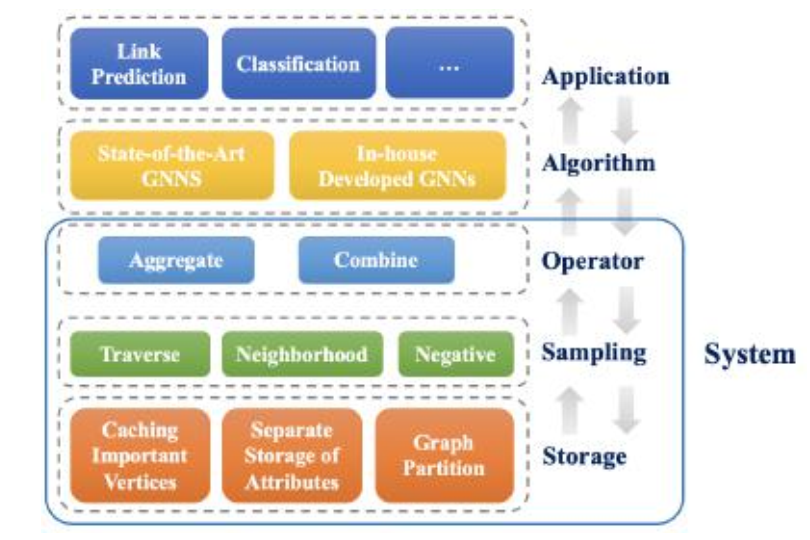 Link
Prediction
Classification
...
Application
State-of-the-Art
GNNS
In-house
Developed GNNs
Algorithm
Aggregate
Combine
Operator
Traverse
Neighborhood
Negative
Sampling
System
Caching
Important
Vertices
Separate
Storage of
Attributes
Graph
Partition
Storage